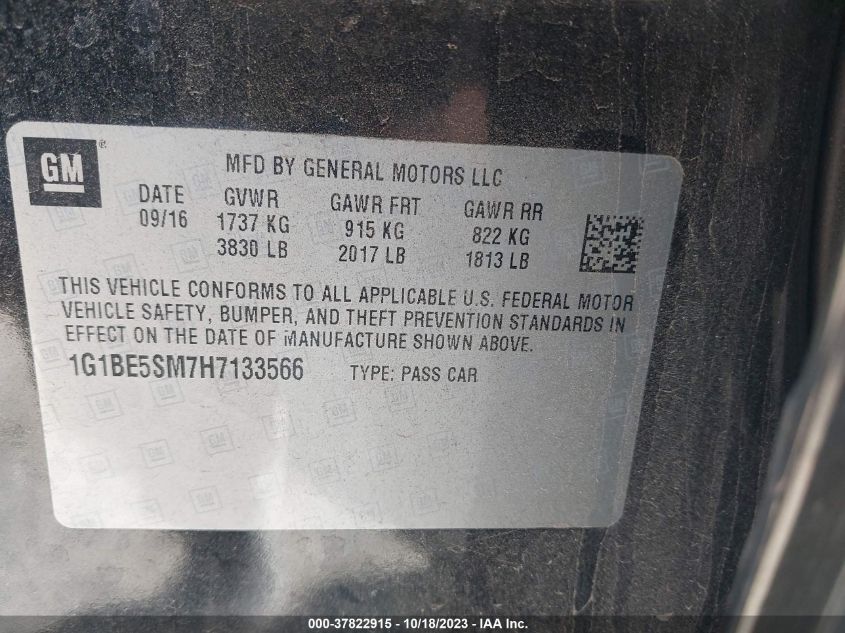 GM ®
MFD BY GENERAL MOTORS LLC
DATE GVWR GAWR FRT GAWR RR
09/16 1737 KG 915 KG 822 KG
3830 LB 2017 LB 1813 LB
THIS VEHICLE CONFORMS TO ALL APPLICABLE U.S. FEDERAL MOTOR
VEHICLE SAFETY, BUMPER, AND THEFT PREVENTION STANDARDS IN
EFFECT ON THE DATE OF MANUFACTURE SHOWN ABOVE.
1G1BE5SM7H7133566 TYPE: PASS CAR
000-37822915 - 10/18/2023 - IAA Inc.